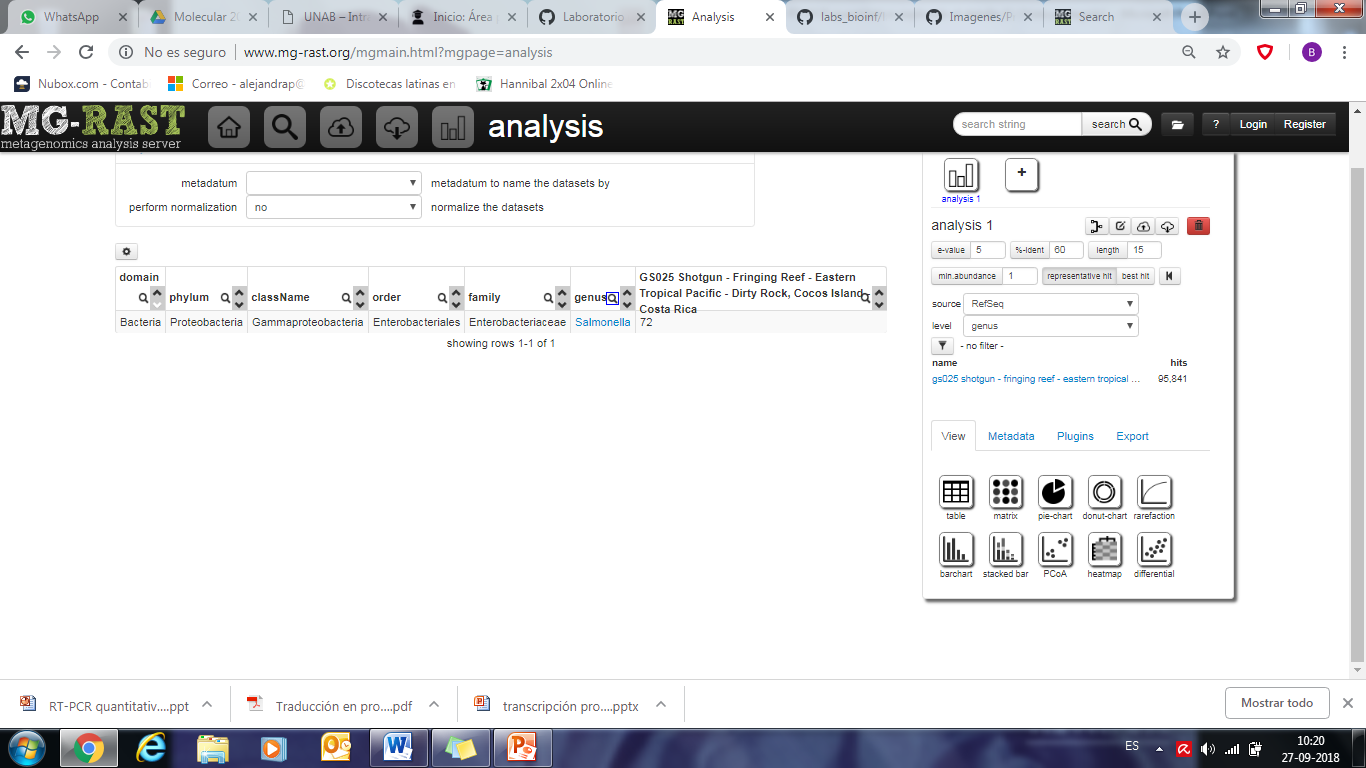 WhatsApp
Molecular 2
UNAB – Intra
Inicio: Área
Laboratorio
Analysis
labs_bioinf/
Imagenes/P
Search
No es seguro www.mg-rast.org/mgmain.html?mgpage=analysis
B
Nubox.com - Contab
Correo - alejandrap@
Discotecas latinas en
Hannibal 2x04 Online
MG-RAST
metagenomics analysis server
analysis
search string
search
?
Login
Register
metadatum
metadatum to name the datasets by
perform normalization no normalize the datasets
domain phylum className order family genus
GS025 Shotgun - Fringing Reef - Eastern
Tropical Pacific - Dirty Rock, Cocos Island,
Costa Rica
Bacteria Proteobacteria Gammaproteobacteria Enterobacteriales Enterobacteriaceae Salmonella 72
showing rows 1-1 of 1
+
analysis 1
analysis 1
e-value 5 %-ident 60 length 15
min.abundance 1 representative hit best hit
source RefSeq
level genus
- no filter -
name hits
gs025 shotgun - fringing reef - eastern tropical ... 95,841
View Metadata Plugins Export
table matrix pie-chart donut-chart rarefaction
barchart stacked bar PCoA heatmap differential
RT-PCR quantitativ....ppt
Traducción en pro....pdf
transcripción pro....pptx
Mostrar todo
ES
10:20
27-09-2018